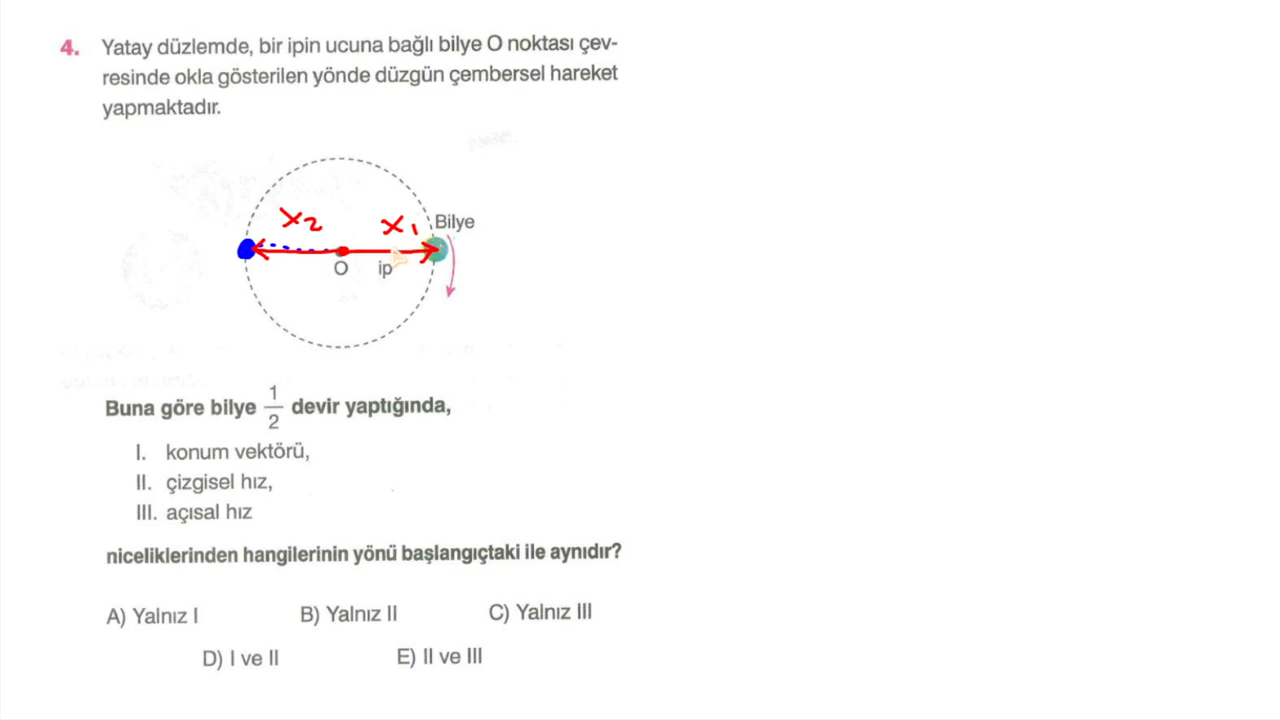 4. Yatay düzlemde, bir ipin ucuna bağlı bilye O noktası çev-
resinde okla gösterilen yönde düzgün çembersel hareket
yapmaktadır.
x2 x1 Bilye
O ip
Buna göre bilye 1/2 devir yaptığında,
I. konum vektörü,
II. çizgisel hız,
III. açısal hız
niceliklerinden hangilerinin yönü başlangıçtaki ile aynıdır?
A) Yalnız I B) Yalnız II C) Yalnız III
D) I ve II E) II ve III